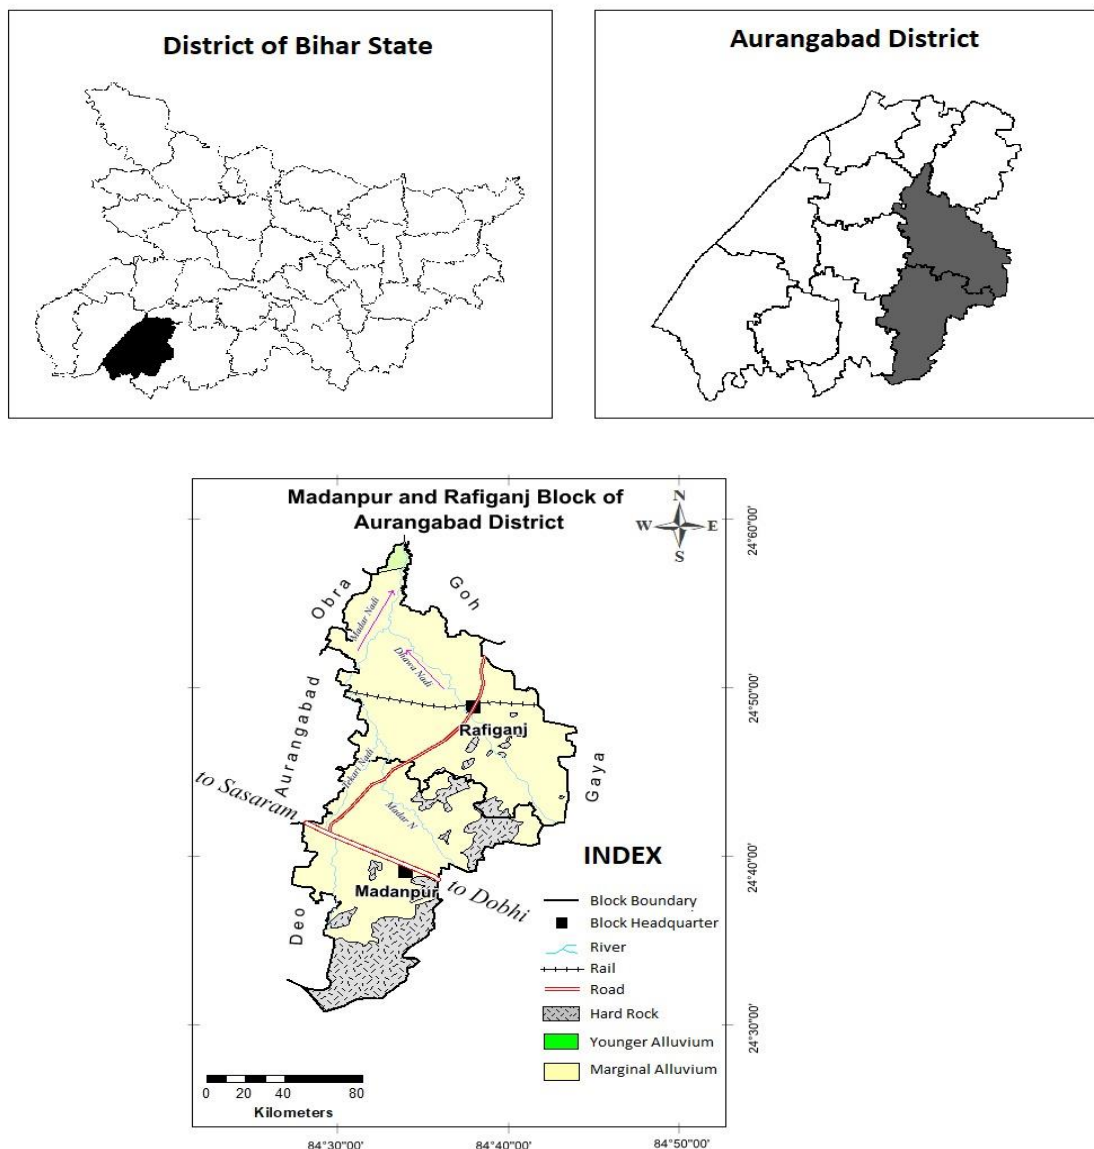 District of Bihar State
Aurangabad District
Madanpur and Rafiganj Block of
Aurangabad District
N
W E
S
24°60"00'
24°50"00'
24°40"00'
24°30"00'
Obra
Goh
Madar Nadi
Dhawa Nadi
Aurangabad
Rafiganj
Gaya
Tekari Nadi
to Sasaram
Madar N
Madanpur
to Dobhi
Deo
INDEX
Block Boundary
Block Headquarter
River
Rail
Road
Hard Rock
Younger Alluvium
Marginal Alluvium
0 20 40 80
Kilometers
84°30"00' 84°40"00' 84°50"00'